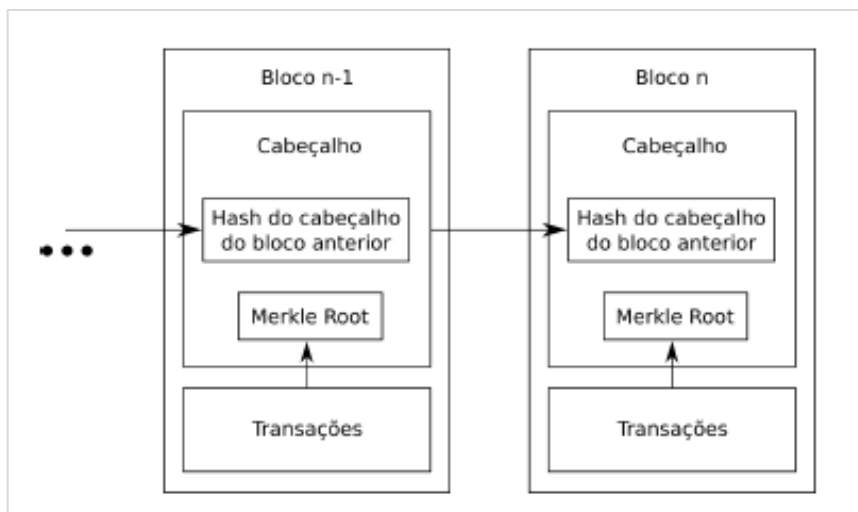 Bloco n-1
Cabeçalho
Hash do cabeçalho
do bloco anterior
Merkle Root
Transações
Bloco n
Cabeçalho
Hash do cabeçalho
do bloco anterior
Merkle Root
Transações